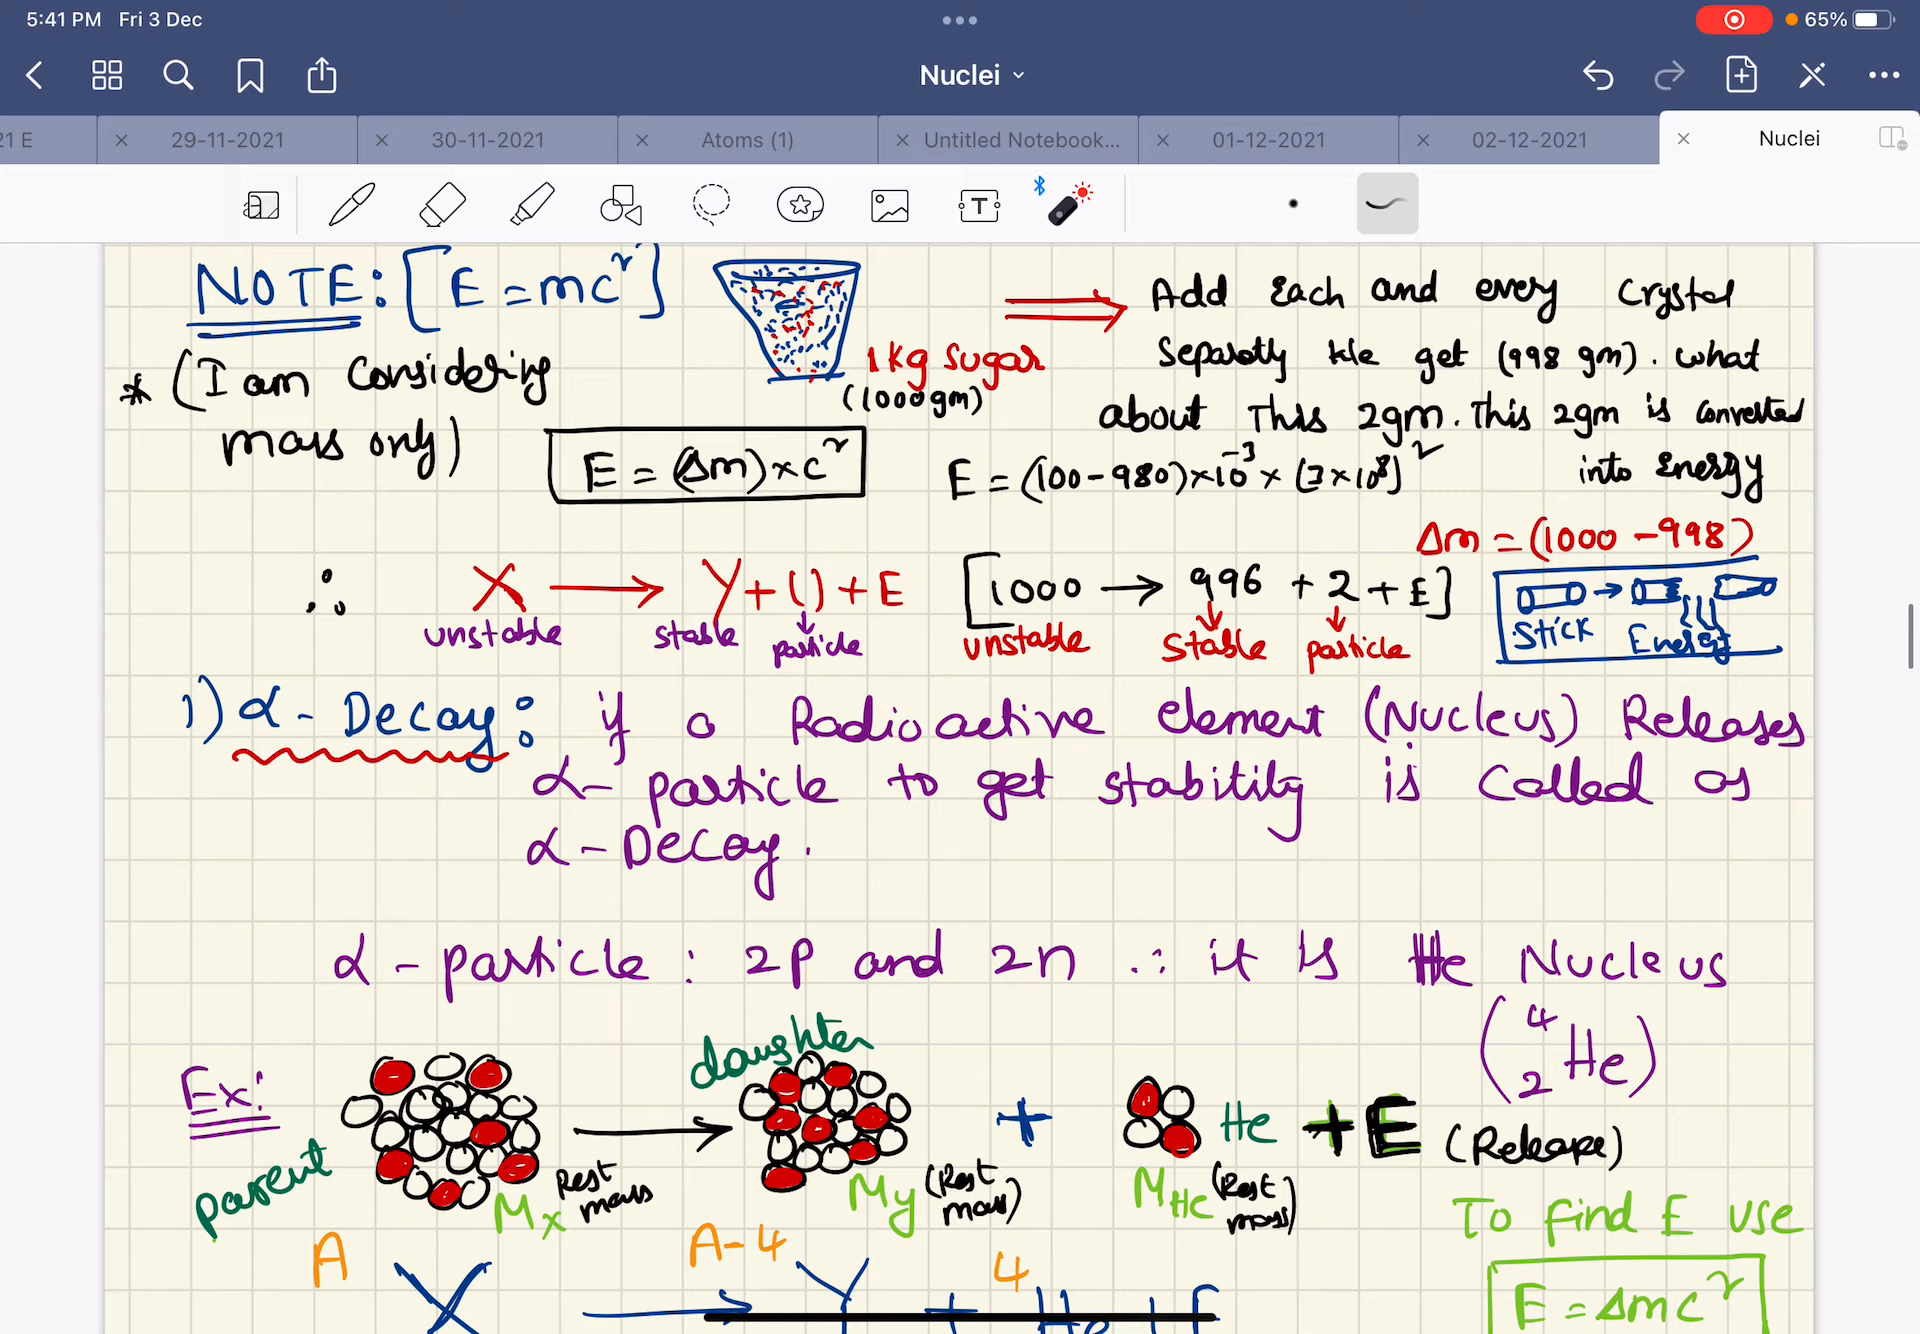 5:41 PM Fri 3 Dec
65%
Nuclei
21 E
29-11-2021
30-11-2021
Atoms (1)
Untitled Notebook...
01-12-2021
02-12-2021
Nuclei
NOTE: [E = mc²]
1 kg sugar
(1000 gm)
* (I am Considering
mass only)
E = (Δm) × c²
Add Each and every Crystal
Separatly We get (998 gm). what
about This 2gm. This 2gm is converted
into Energy
E = (100-980)×10⁻³ × (3×10⁸)²
Δm = (1000 - 998)
∴ X → Y + ( ) + E
unstable stable particle
[1000 → 996 + 2 + E]
unstable Stable particle
Stick Energy
1) α - Decay : if a Radioactive element (Nucleus) Releases
α- particle to get stability is called as
α - Decay.
α - particle : 2P and 2n ∴ it is He Nucleus
(⁴₂He)
Ex:
parent
daughter
→ + He + E (Release)
Mx Rest mass
My (Rest mass)
MHe (Rest mass)
To find E use
E = Δmc²
A A-4 4
X → Y + He + E